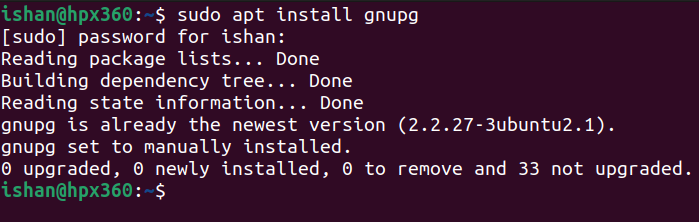 ishan@hpx360:~$ sudo apt install gnupg
[sudo] password for ishan:
Reading package lists... Done
Building dependency tree... Done
Reading state information... Done
gnupg is already the newest version (2.2.27-3ubuntu2.1).
gnupg set to manually installed.
0 upgraded, 0 newly installed, 0 to remove and 33 not upgraded.
ishan@hpx360:~$